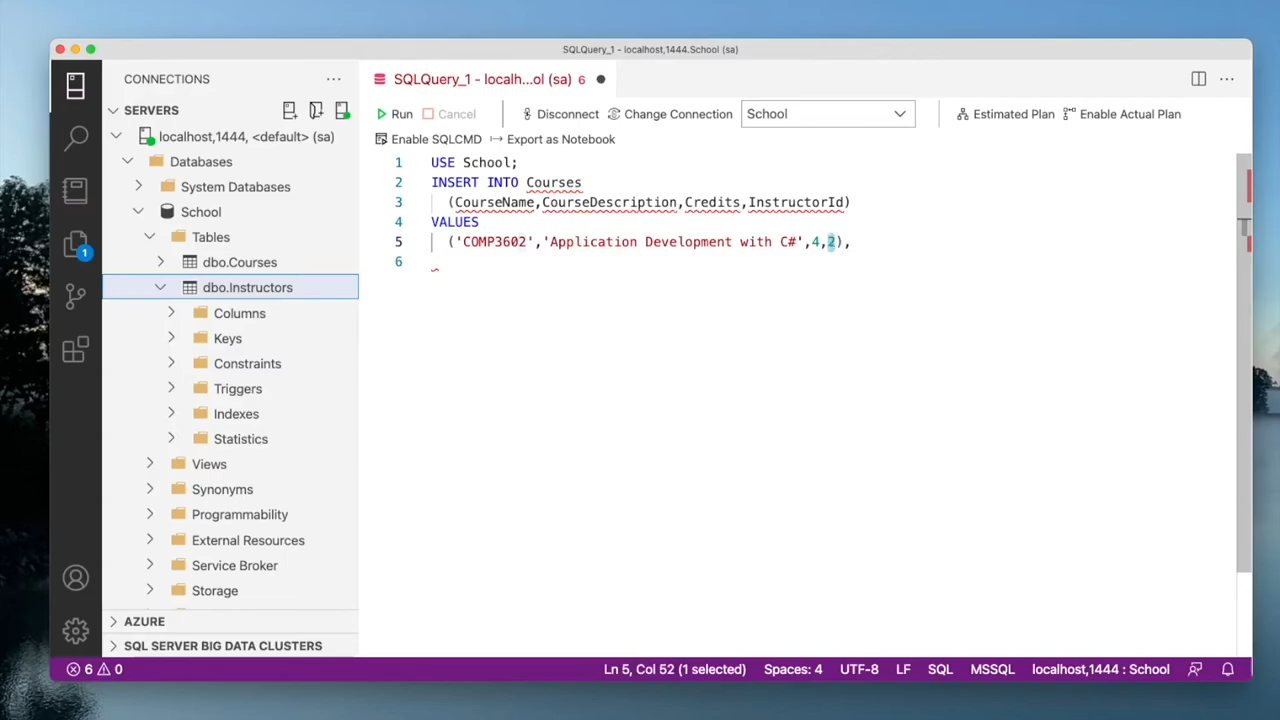 SQLQuery_1 - localhost,1444.School (sa)
CONNECTIONS
SERVERS
localhost,1444, <default> (sa)
Databases
System Databases
School
Tables
dbo.Courses
dbo.Instructors
Columns
Keys
Constraints
Triggers
Indexes
Statistics
Views
Synonyms
Programmability
External Resources
Service Broker
Storage
AZURE
SQL SERVER BIG DATA CLUSTERS
1
SQLQuery_1 - localh...ol (sa) 6
Run Cancel Disconnect Change Connection School Estimated Plan Enable Actual Plan
Enable SQLCMD Export as Notebook
1 USE School;
2 INSERT INTO Courses
3 (CourseName,CourseDescription,Credits,InstructorId)
4 VALUES
5 ('COMP3602','Application Development with C#',4,2),
6
6 0 Ln 5, Col 52 (1 selected) Spaces: 4 UTF-8 LF SQL MSSQL localhost,1444 : School